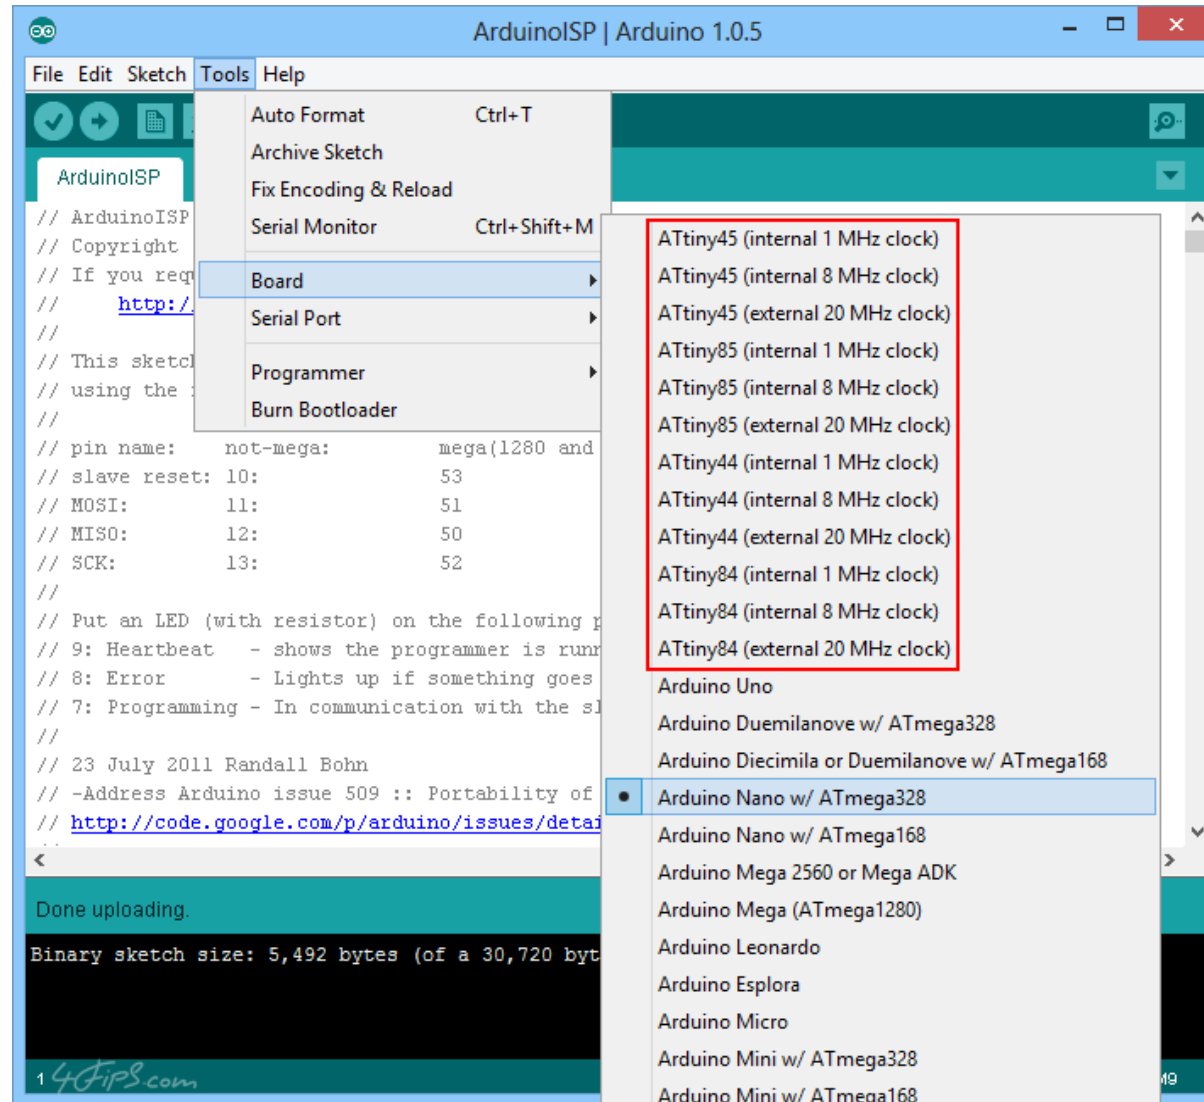 ArduinoISP | Arduino 1.0.5
File Edit Sketch Tools Help
Auto Format Ctrl+T
Archive Sketch
Fix Encoding & Reload
Serial Monitor Ctrl+Shift+M
Board
Serial Port
Programmer
Burn Bootloader
ArduinoISP
// ArduinoISP
// Copyright
// If you requ
// http:/
//
// This sketch
// using the
//
// pin name: not-mega: mega(1280 and
// slave reset: 10: 53
// MOSI: 11: 51
// MISO: 12: 50
// SCK: 13: 52
//
// Put an LED (with resistor) on the following p
// 9: Heartbeat - shows the programmer is runn
// 8: Error - Lights up if something goes
// 7: Programming - In communication with the sl
//
// 23 July 2011 Randall Bohn
// -Address Arduino issue 509 :: Portability of
// http://code.google.com/p/arduino/issues/detai
ATtiny45 (internal 1 MHz clock)
ATtiny45 (internal 8 MHz clock)
ATtiny45 (external 20 MHz clock)
ATtiny85 (internal 1 MHz clock)
ATtiny85 (internal 8 MHz clock)
ATtiny85 (external 20 MHz clock)
ATtiny44 (internal 1 MHz clock)
ATtiny44 (internal 8 MHz clock)
ATtiny44 (external 20 MHz clock)
ATtiny84 (internal 1 MHz clock)
ATtiny84 (internal 8 MHz clock)
ATtiny84 (external 20 MHz clock)
Arduino Uno
Arduino Duemilanove w/ ATmega328
Arduino Diecimila or Duemilanove w/ ATmega168
Arduino Nano w/ ATmega328
Arduino Nano w/ ATmega168
Arduino Mega 2560 or Mega ADK
Arduino Mega (ATmega1280)
Arduino Leonardo
Arduino Esplora
Arduino Micro
Arduino Mini w/ ATmega328
Arduino Mini w/ ATmega168
Done uploading.
Binary sketch size: 5,492 bytes (of a 30,720 byt
1 4FipS.com
M9